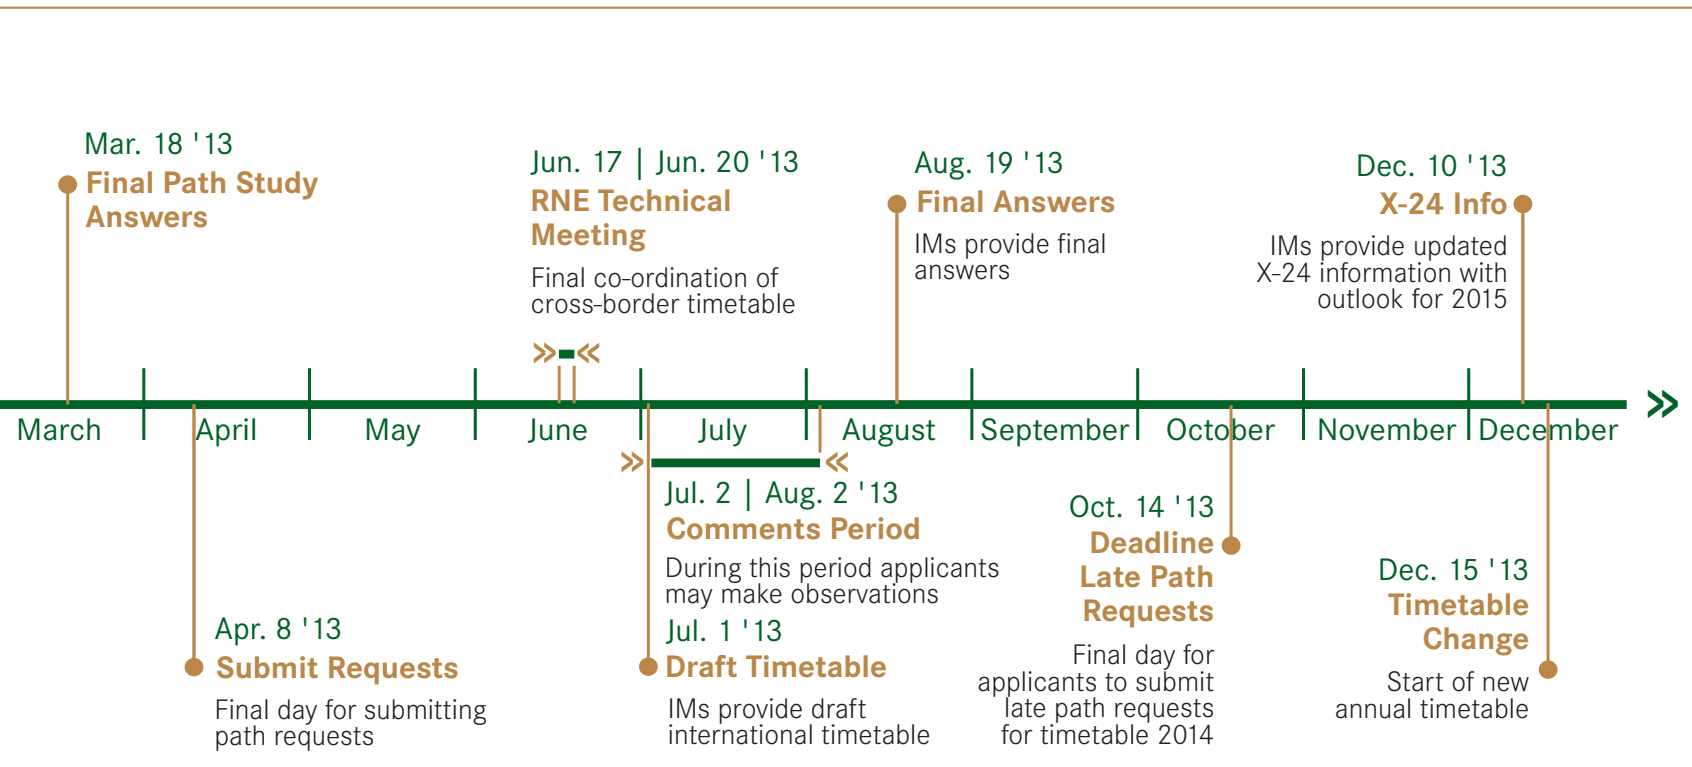 Mar. 18 '13
Final Path Study
Answers
Jun. 17 | Jun. 20 '13
RNE Technical
Meeting
Final co-ordination of
cross-border timetable
Aug. 19 '13
Final Answers
IMs provide final
answers
Dec. 10 '13
X-24 Info
IMs provide updated
X-24 information with
outlook for 2015
March
April
May
June
July
August
September
October
November
December
Jul. 2 | Aug. 2 '13
Comments Period
During this period applicants
may make observations
Jul. 1 '13
Draft Timetable
IMs provide draft
international timetable
Apr. 8 '13
Submit Requests
Final day for submitting
path requests
Oct. 14 '13
Deadline
Late Path
Requests
Final day for
applicants to submit
late path requests
for timetable 2014
Dec. 15 '13
Timetable
Change
Start of new
annual timetable